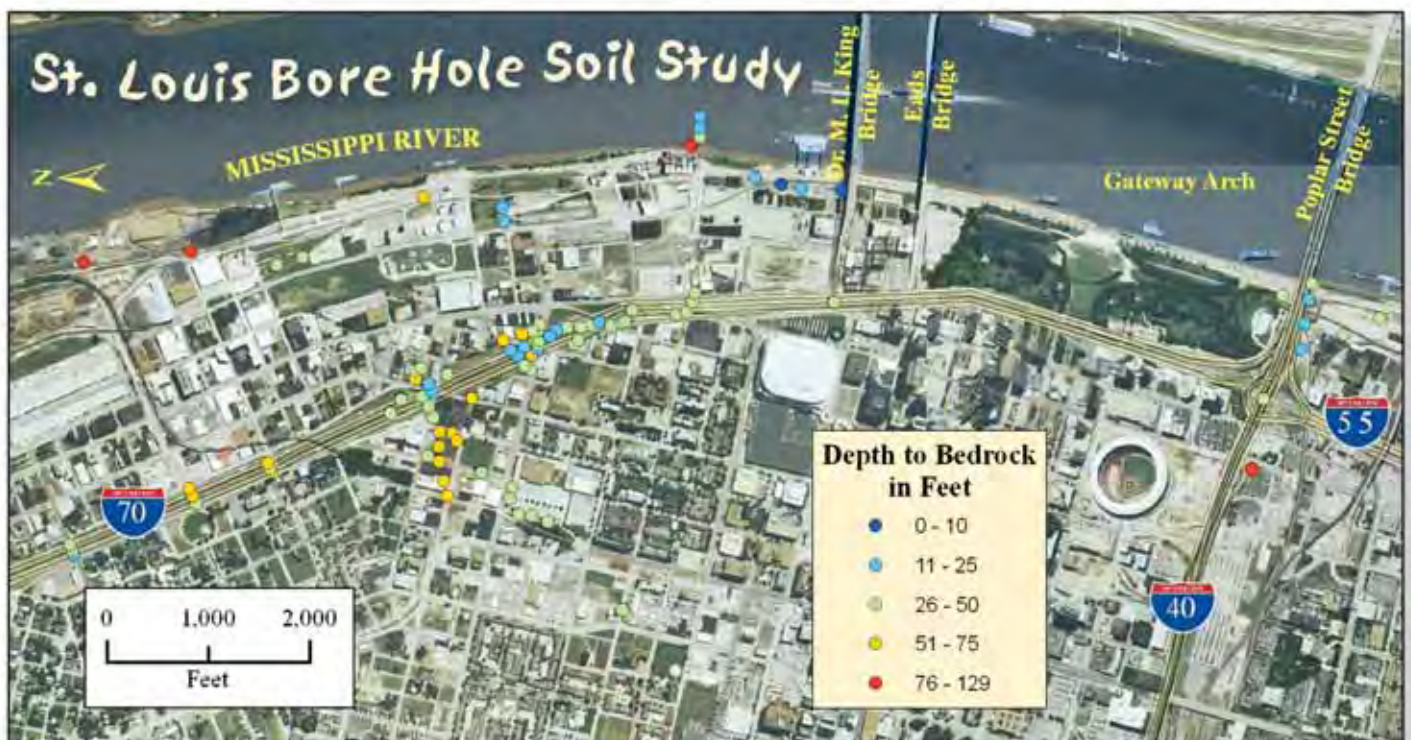 St. Louis Bore Hole Soil Study
MISSISSIPPI RIVER
N
Dr. M. L. King
Bridge
Eads
Bridge
Gateway Arch
Poplar Street
Bridge
70
55
40
0 1,000 2,000
Feet
Depth to Bedrock
in Feet
0 - 10
11 - 25
26 - 50
51 - 75
76 - 129